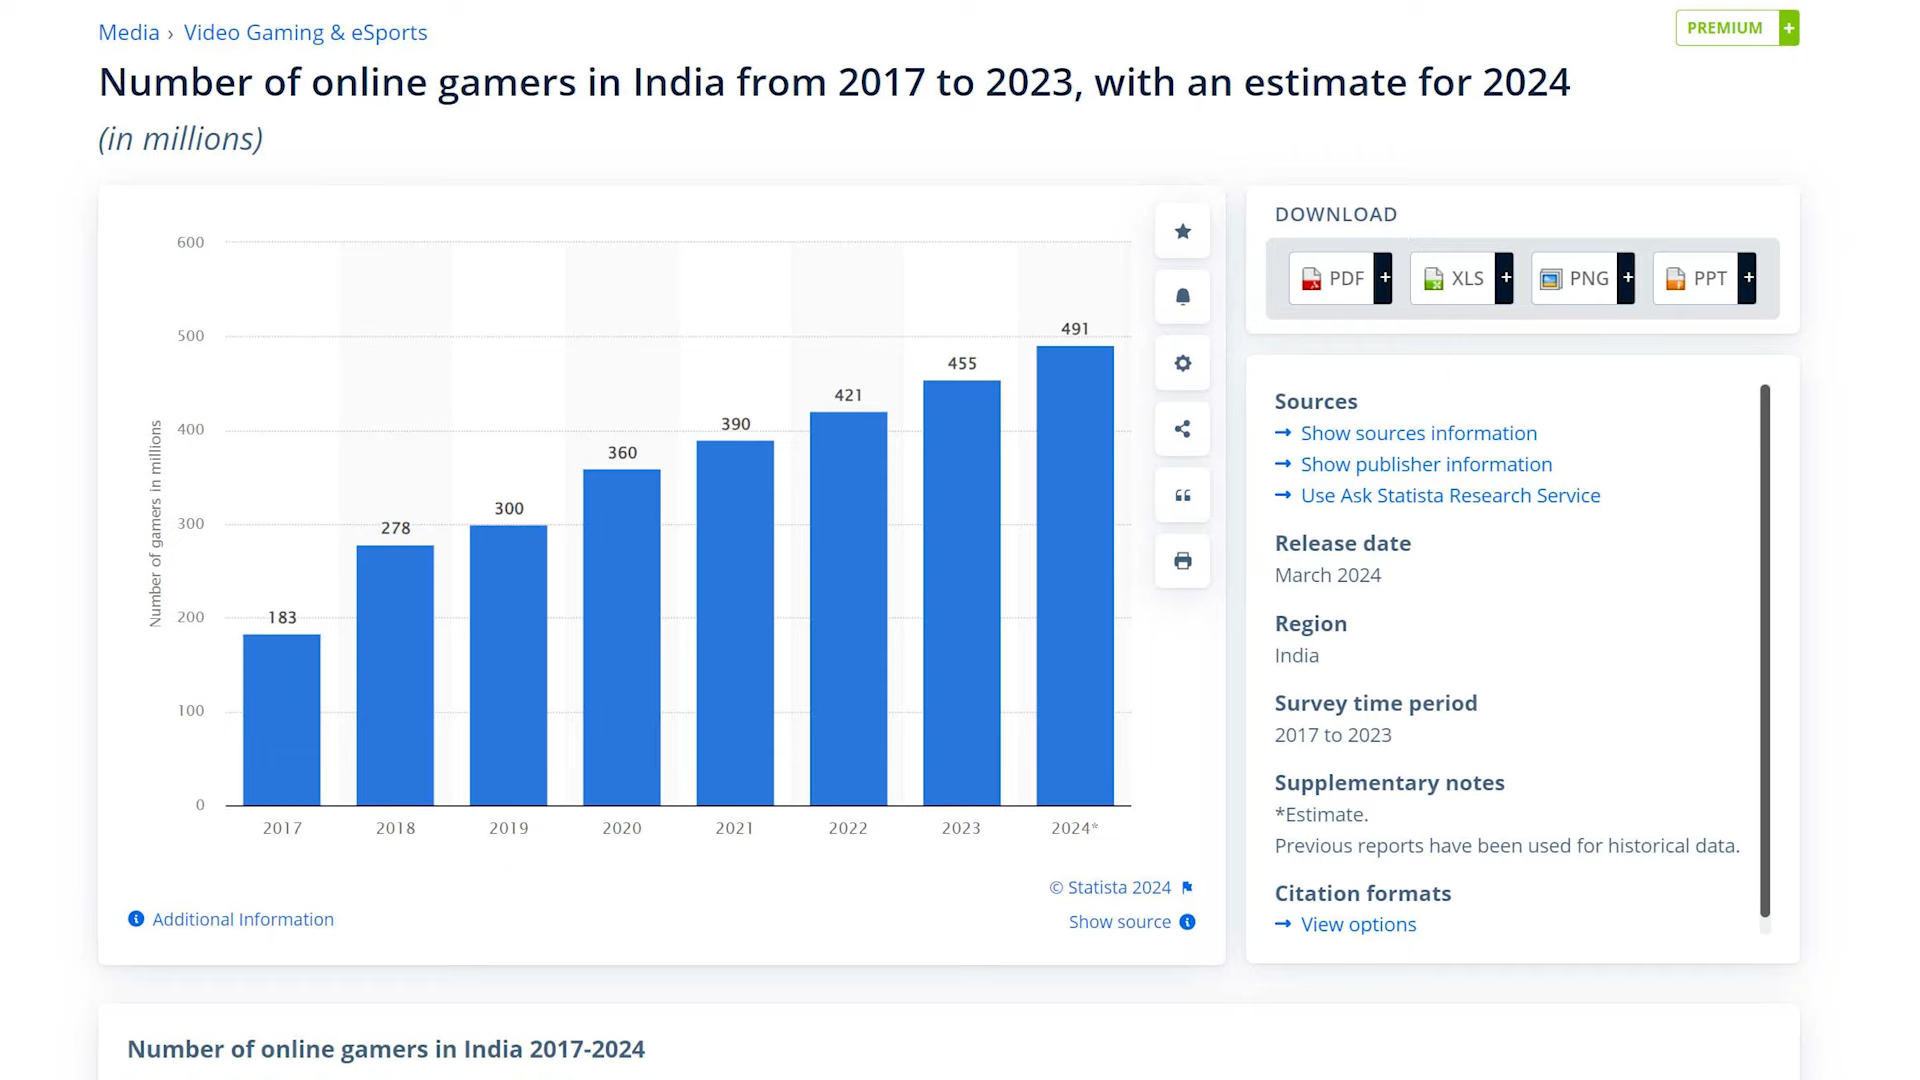 Media › Video Gaming & eSports
PREMIUM +
Number of online gamers in India from 2017 to 2023, with an estimate for 2024
(in millions)
Number of gamers in millions
600
500
400
300
200
100
0
183
278
300
360
390
421
455
491
2017
2018
2019
2020
2021
2022
2023
2024*
Additional Information
© Statista 2024
Show source
DOWNLOAD
PDF + XLS + PNG + PPT +
Sources
→ Show sources information
→ Show publisher information
→ Use Ask Statista Research Service
Release date
March 2024
Region
India
Survey time period
2017 to 2023
Supplementary notes
*Estimate.
Previous reports have been used for historical data.
Citation formats
→ View options
Number of online gamers in India 2017-2024